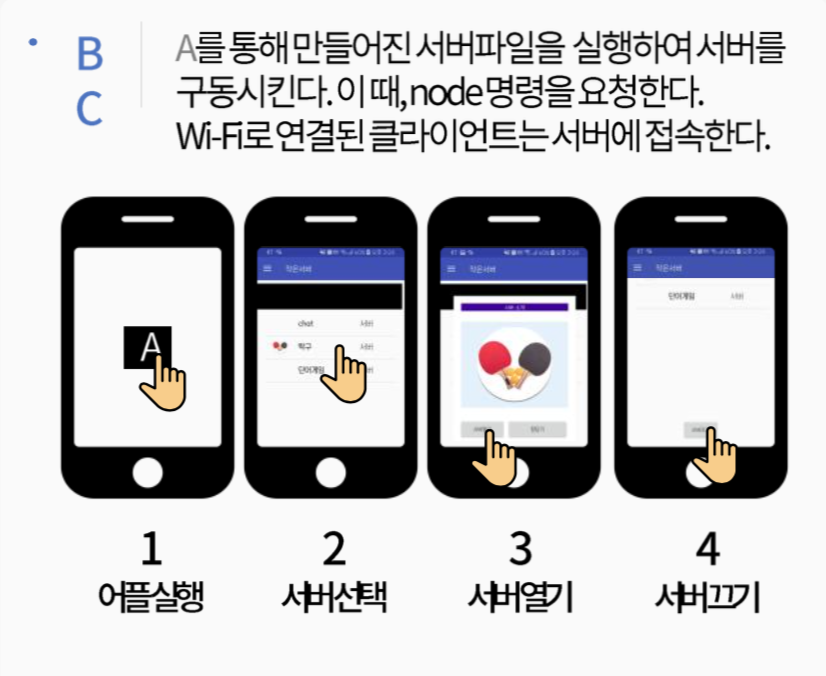 B
C
A를 통해 만들어진 서버파일을 실행하여 서버를
구동시킨다. 이 때, node 명령을 요청한다.
Wi-Fi로 연결된 클라이언트는 서버에 접속한다.
A
작은서버
chat 서버
탁구 서버
단어게임
작은서버
서버 소개
작은서버
단어게임 서버
1
어플실행
2
서버선택
3
서버열기
4
서버끄기